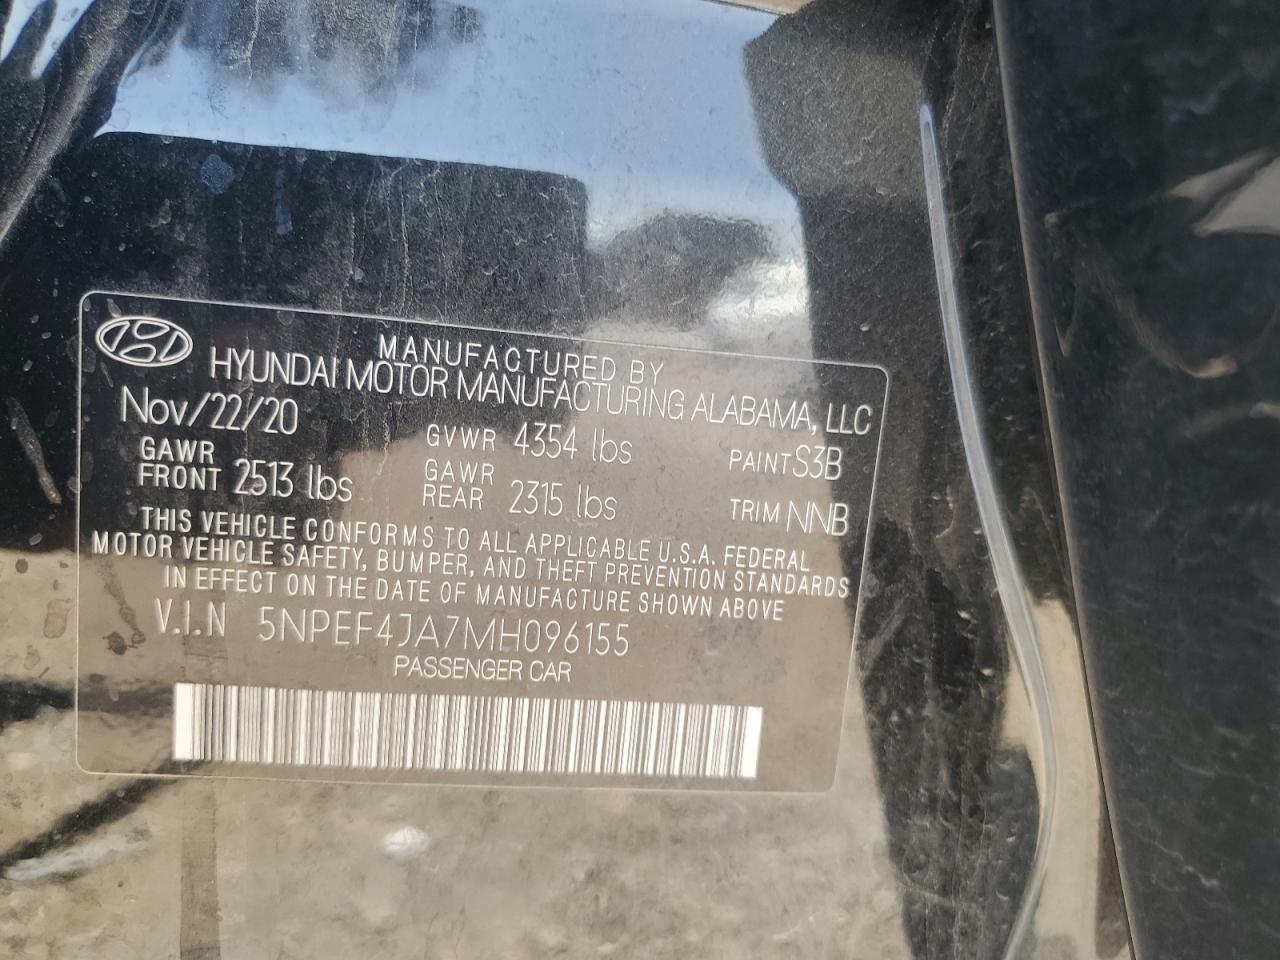 MANUFACTURED BY
HYUNDAI MOTOR MANUFACTURING ALABAMA, LLC
Nov/22/20
GVWR 4354 lbs PAINT S3B
GAWR FRONT 2513 lbs
GAWR REAR 2315 lbs TRIM NNB
THIS VEHICLE CONFORMS TO ALL APPLICABLE U.S.A. FEDERAL
MOTOR VEHICLE SAFETY, BUMPER, AND THEFT PREVENTION STANDARDS
IN EFFECT ON THE DATE OF MANUFACTURE SHOWN ABOVE
V.I.N 5NPEF4JA7MH096155
PASSENGER CAR